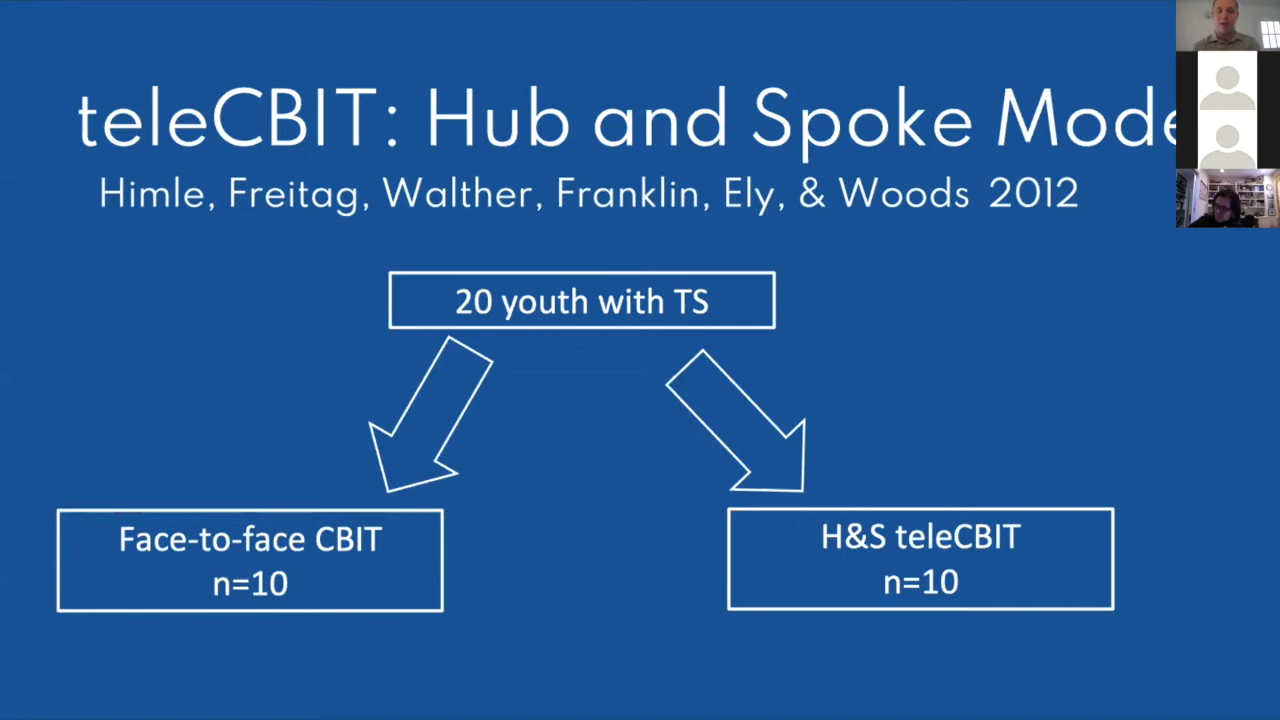 teleCBIT: Hub and Spoke Mode
Himle, Freitag, Walther, Franklin, Ely, & Woods 2012
20 youth with TS
Face-to-face CBIT
n=10
H&S teleCBIT
n=10